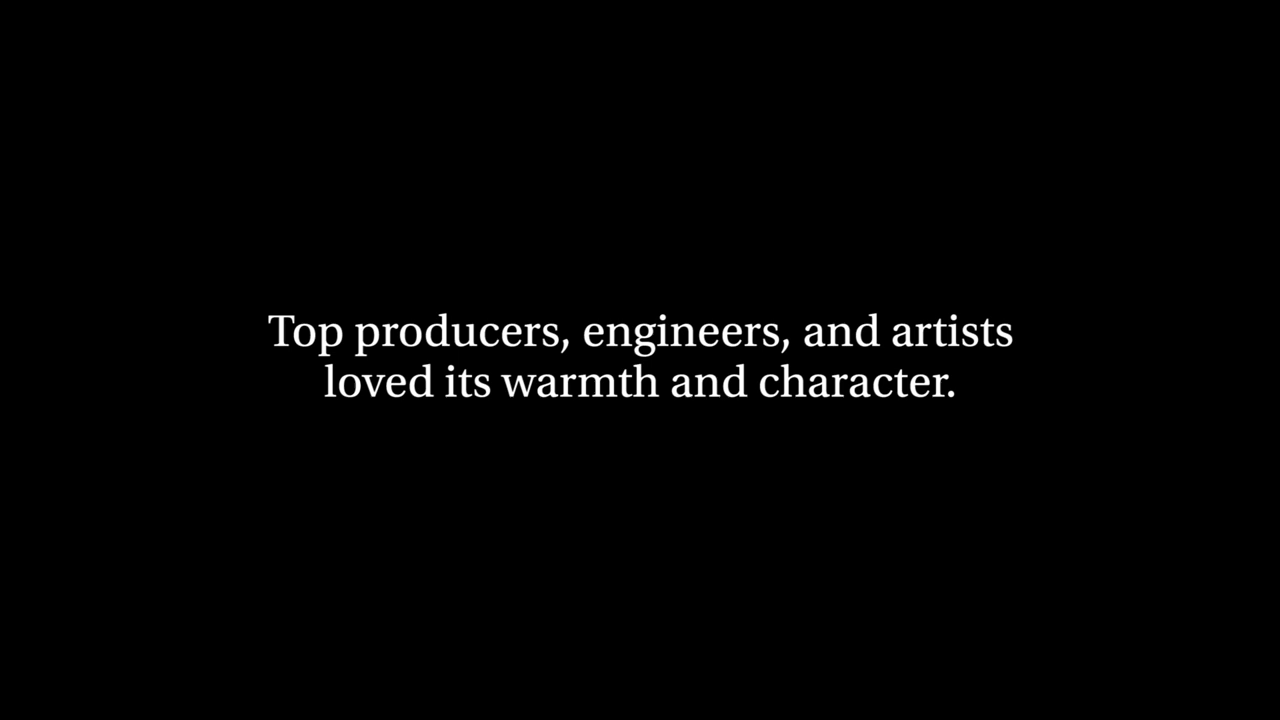 Top producers, engineers, and artists
loved its warmth and character.